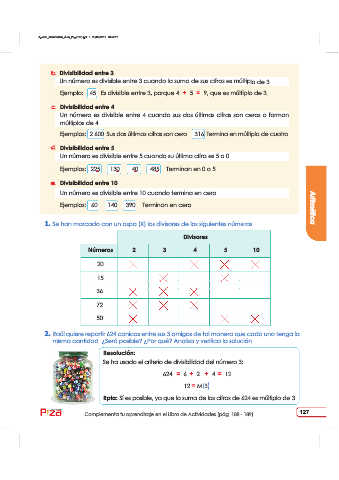 b. Divisibilidad entre 3
Un número es divisible entre 3 cuando la suma de sus cifras es múltiplo de 3
Ejemplo: 45 Es divisible entre 3, porque 4 + 5 = 9, que es múltiplo de 3
c. Divisibilidad entre 4
Un número es divisible entre 4 cuando sus dos últimas cifras son ceros o forman
múltiplos de 4
Ejemplos: 2 600 Sus dos últimas cifras son cero 516 Termina en múltiplo de cuatro
d. Divisibilidad entre 5
Un número es divisible entre 5 cuando su última cifra es 5 o 0
Ejemplos: 225 130 40 485 Terminan en 0 o 5
e. Divisibilidad entre 10
Un número es divisible entre 10 cuando termina en cero
Ejemplos: 60 140 390 Terminan en cero
Aritmética
1. Se han marcado con un aspa (X) los divisores de los siguientes números
Divisores
Números 2 3 4 5 10
20 X X X X
15 X X
36 X X X
72 X X X
50 X X X
2. Raúl quiere repartir 624 canicas entre sus 3 amigos de tal manera que cada uno tenga la
misma cantidad ¿Será posible? ¿Por qué? Analiza y verifica la solución
Resolución:
Se ha usado el criterio de divisibilidad del número 3:
624 = 6 + 2 + 4 = 12
12 = M(3)
Rpta: Sí es posible, ya que la suma de las cifras de 624 es múltiplo de 3
Complementa tu aprendizaje en el Libro de Actividades (pág. 188 - 189)
127